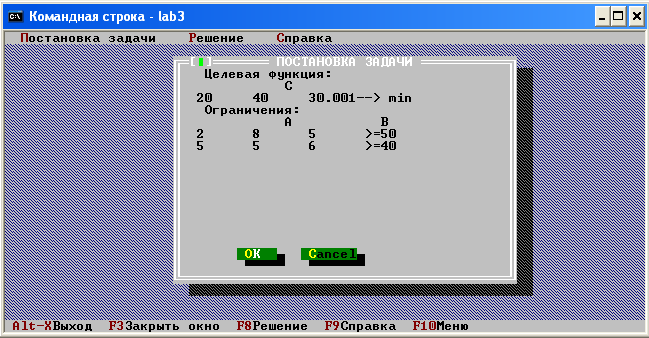 Командная строка - lab3
Постановка задачи Решение Справка
ПОСТАНОВКА ЗАДАЧИ
Целевая функция:
C
20 40 30.001--> min
Ограничения:
A B
2 8 5 >=50
5 5 6 >=40
OK Cancel
Alt-X Выход F3 Закрыть окно F8 Решение F9 Справка F10 Меню